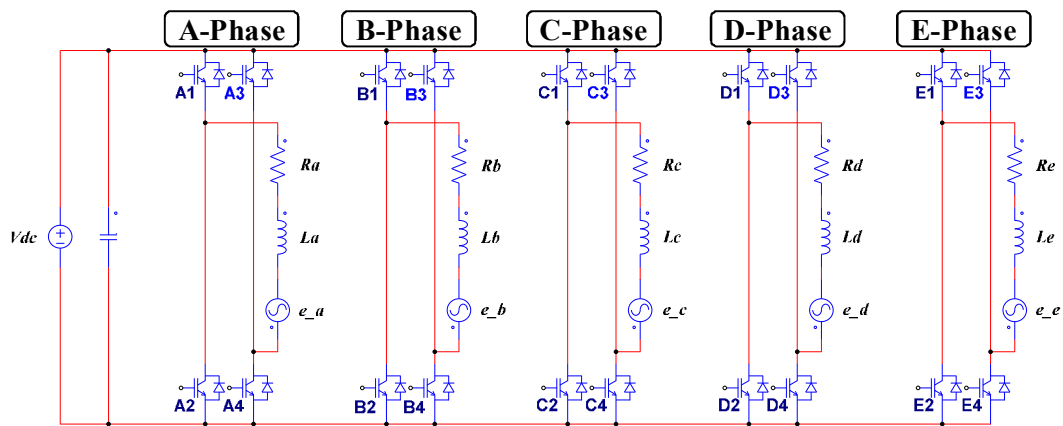 A-Phase B-Phase C-Phase D-Phase E-Phase
A1 A3 B1 B3 C1 C3 D1 D3 E1 E3
Ra Rb Rc Rd Re
Vdc La Lb Lc Ld Le
e_a e_b e_c e_d e_e
A2 A4 B2 B4 C2 C4 D2 D4 E2 E4